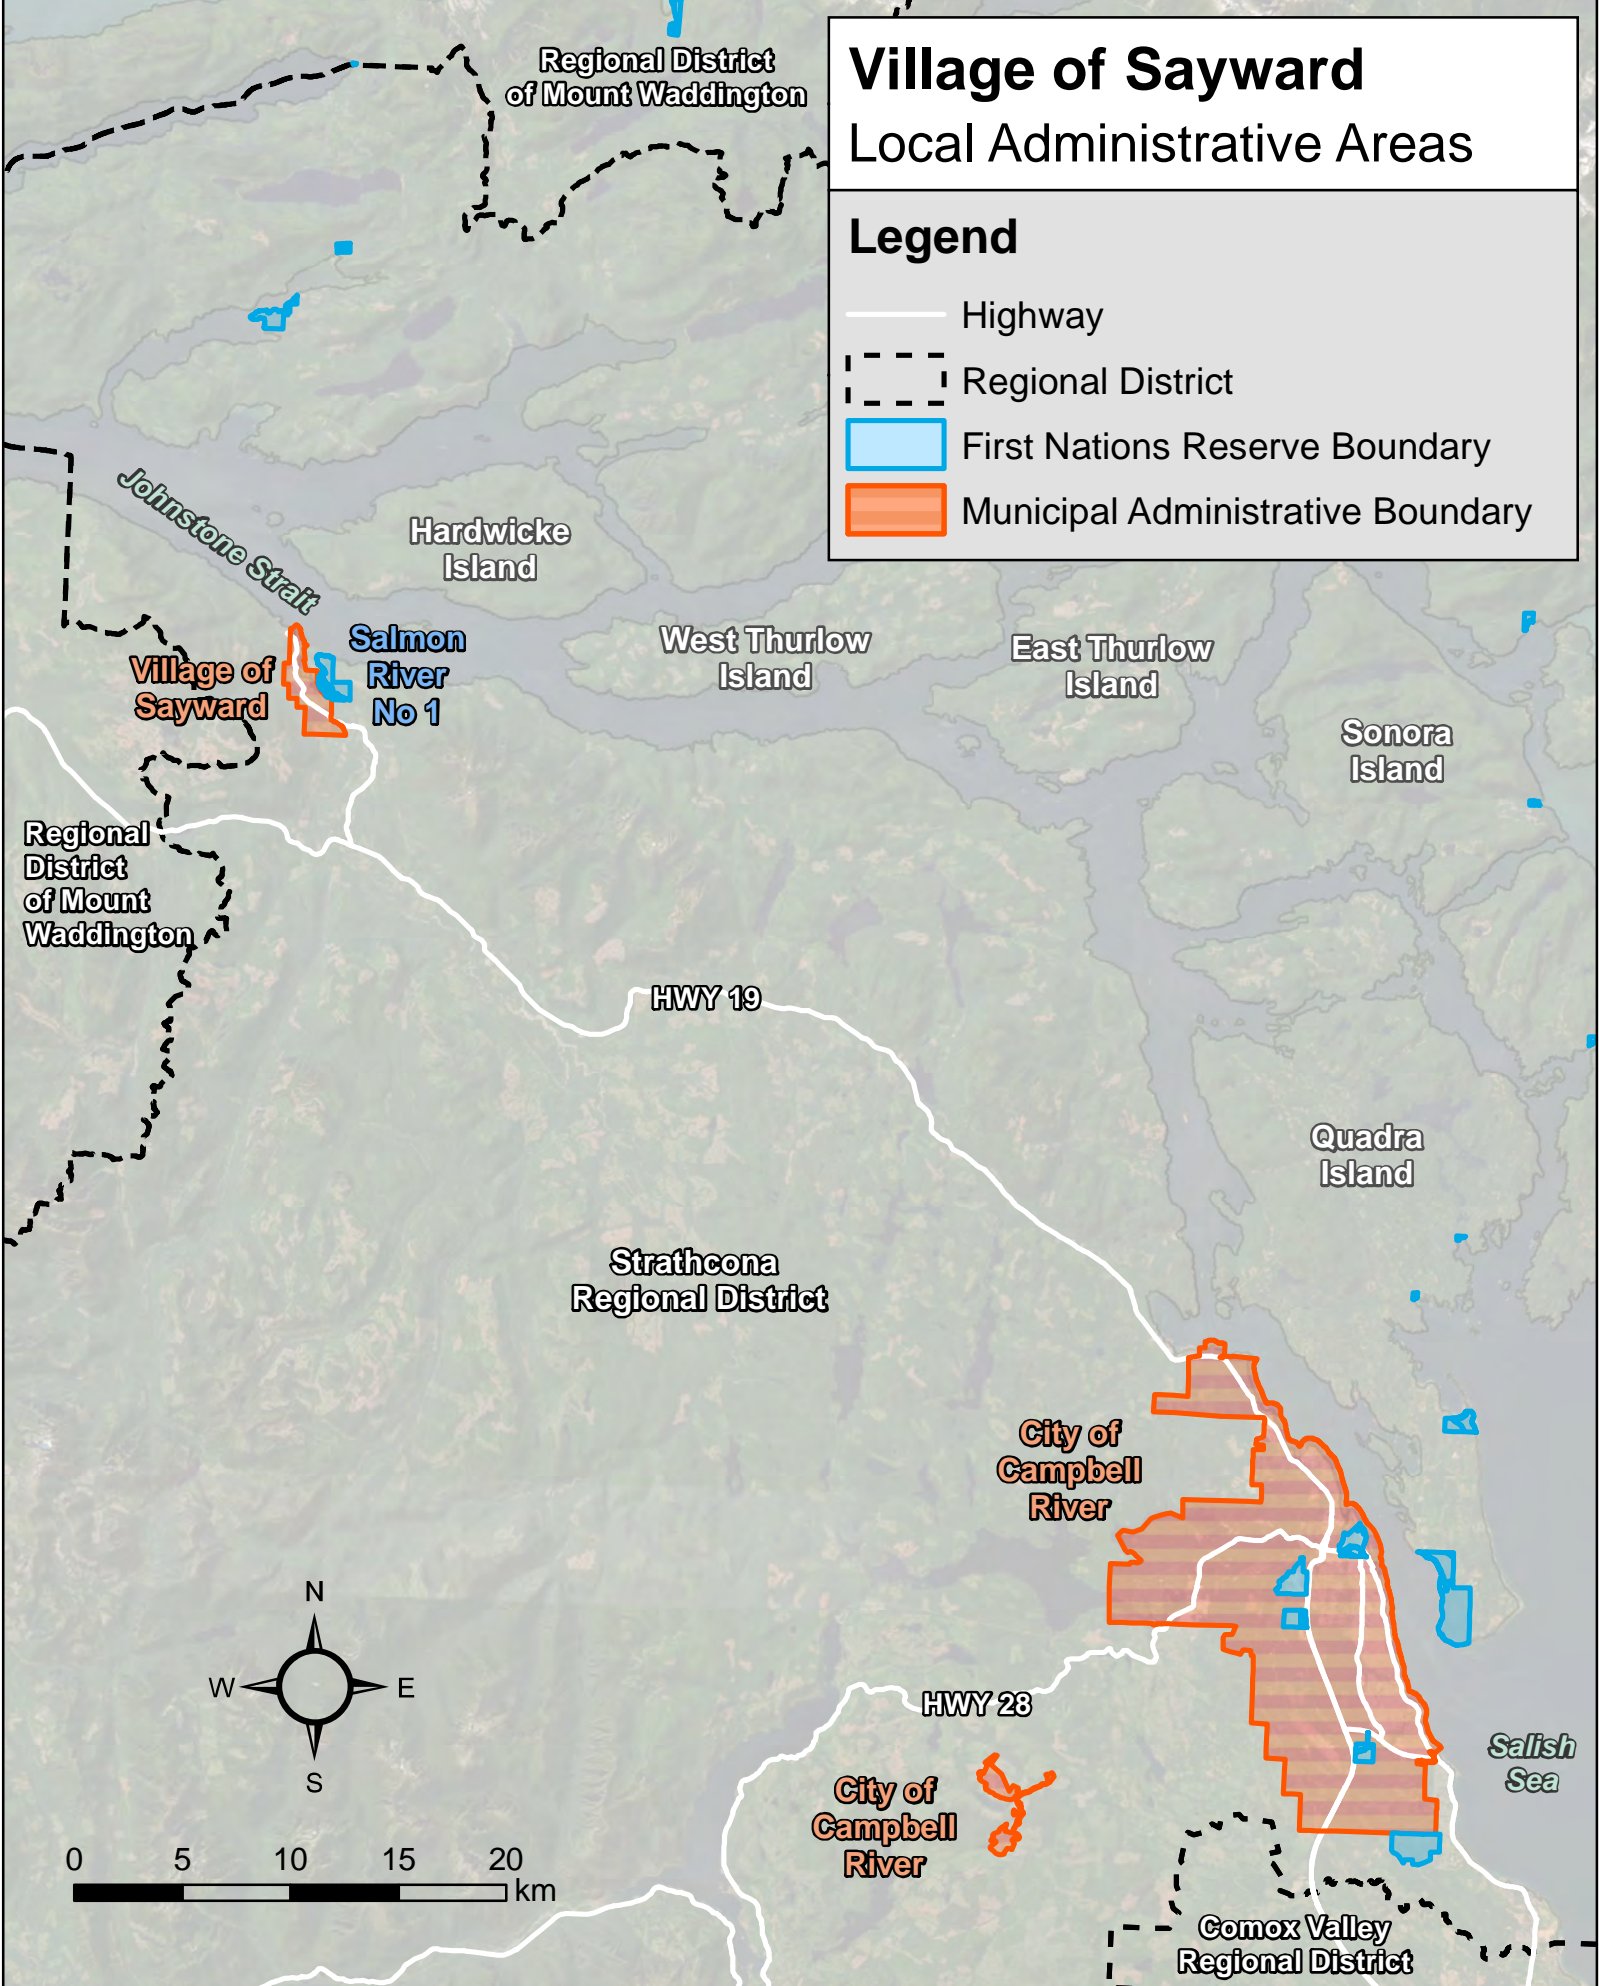 Village of Sayward
Local Administrative Areas
Legend
Highway
Regional District
First Nations Reserve Boundary
Municipal Administrative Boundary
Regional District
of Mount Waddington
Johnstone Strait
Hardwicke
Island
Village of
Sayward
Salmon
River
No 1
West Thurlow
Island
East Thurlow
Island
Sonora
Island
Regional
District
of Mount
Waddington
HWY 19
Quadra
Island
Strathcona
Regional District
City of
Campbell
River
HWY 28
City of
Campbell
River
Salish
Sea
Comox Valley
Regional District
N
W
E
S
0 5 10 15 20
km